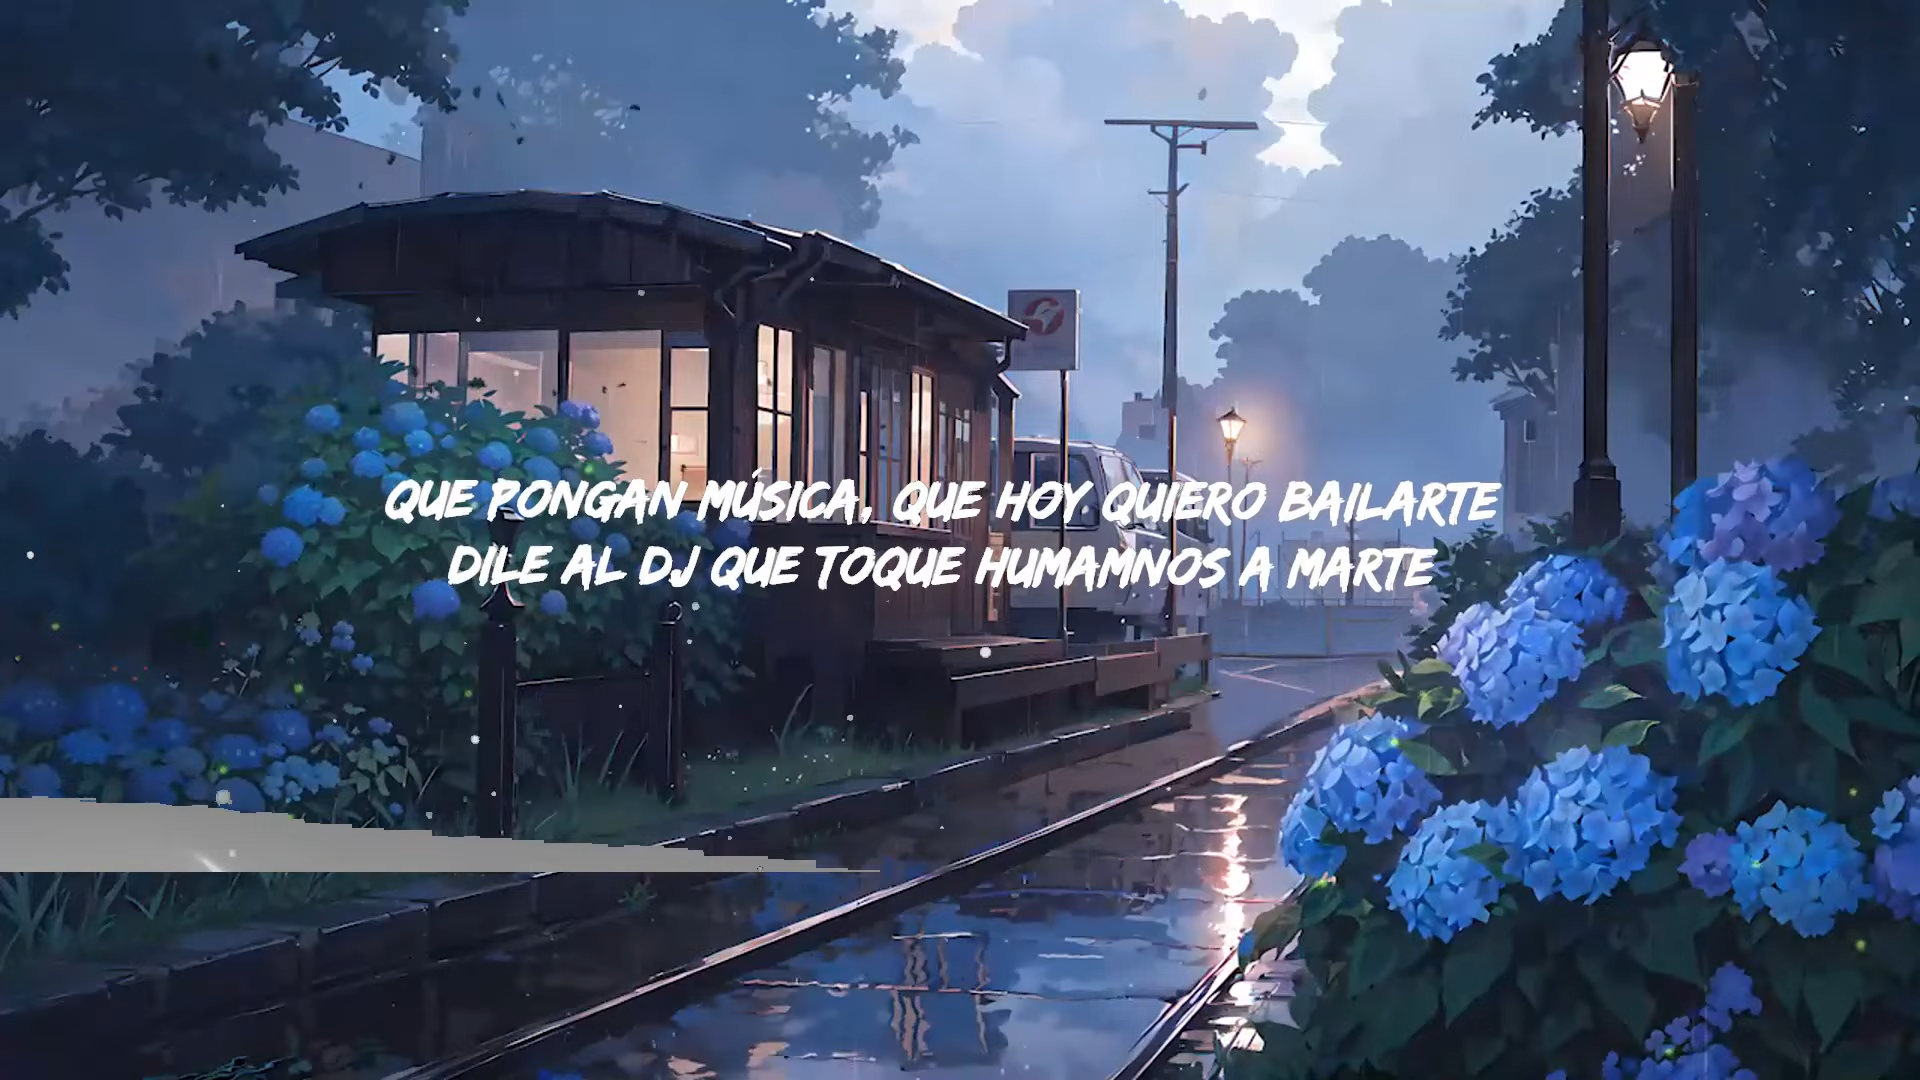 QUE PONGAN MÚSICA, QUE HOY QUIERO BAILARTE
DILE AL DJ QUE TOQUE HUMAMNOS A MARTE